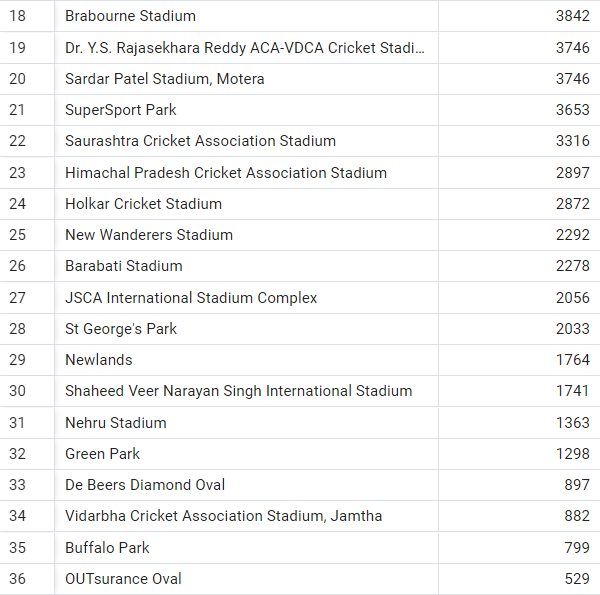 18 Brabourne Stadium 3842
19 Dr. Y.S. Rajasekhara Reddy ACA-VDCA Cricket Stadi... 3746
20 Sardar Patel Stadium, Motera 3746
21 SuperSport Park 3653
22 Saurashtra Cricket Association Stadium 3316
23 Himachal Pradesh Cricket Association Stadium 2897
24 Holkar Cricket Stadium 2872
25 New Wanderers Stadium 2292
26 Barabati Stadium 2278
27 JSCA International Stadium Complex 2056
28 St George's Park 2033
29 Newlands 1764
30 Shaheed Veer Narayan Singh International Stadium 1741
31 Nehru Stadium 1363
32 Green Park 1298
33 De Beers Diamond Oval 897
34 Vidarbha Cricket Association Stadium, Jamtha 882
35 Buffalo Park 799
36 OUTsurance Oval 529